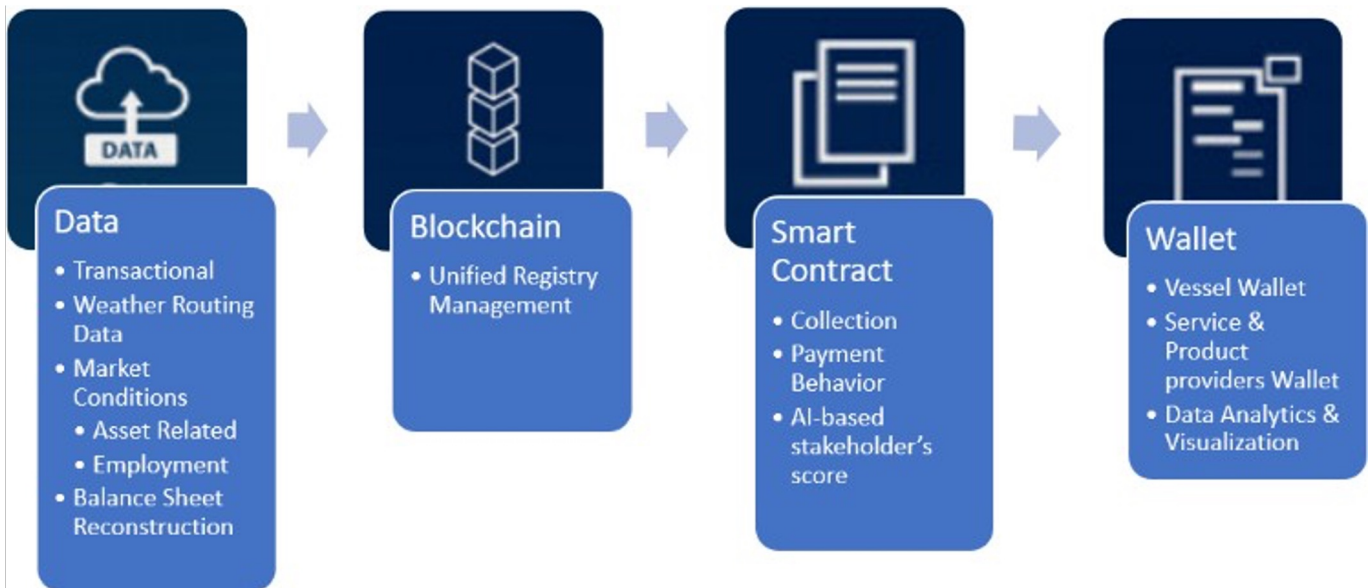 DATA
Data
• Transactional
• Weather Routing
Data
• Market
Conditions
• Asset Related
• Employment
• Balance Sheet
Reconstruction
Blockchain
• Unified Registry
Management
Smart
Contract
• Collection
• Payment
Behavior
• AI-based
stakeholder's
score
Wallet
• Vessel Wallet
• Service &
Product
providers Wallet
• Data Analytics &
Visualization